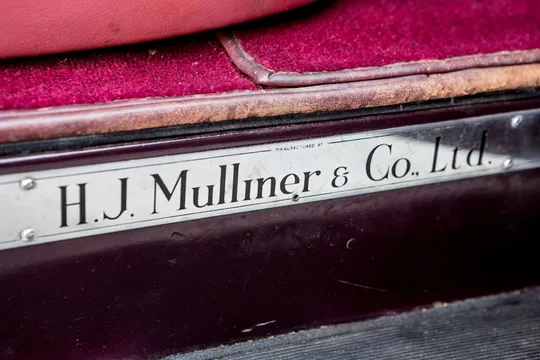 MANUFACTURED BY
H.J. Mulliner & Co., Ltd.